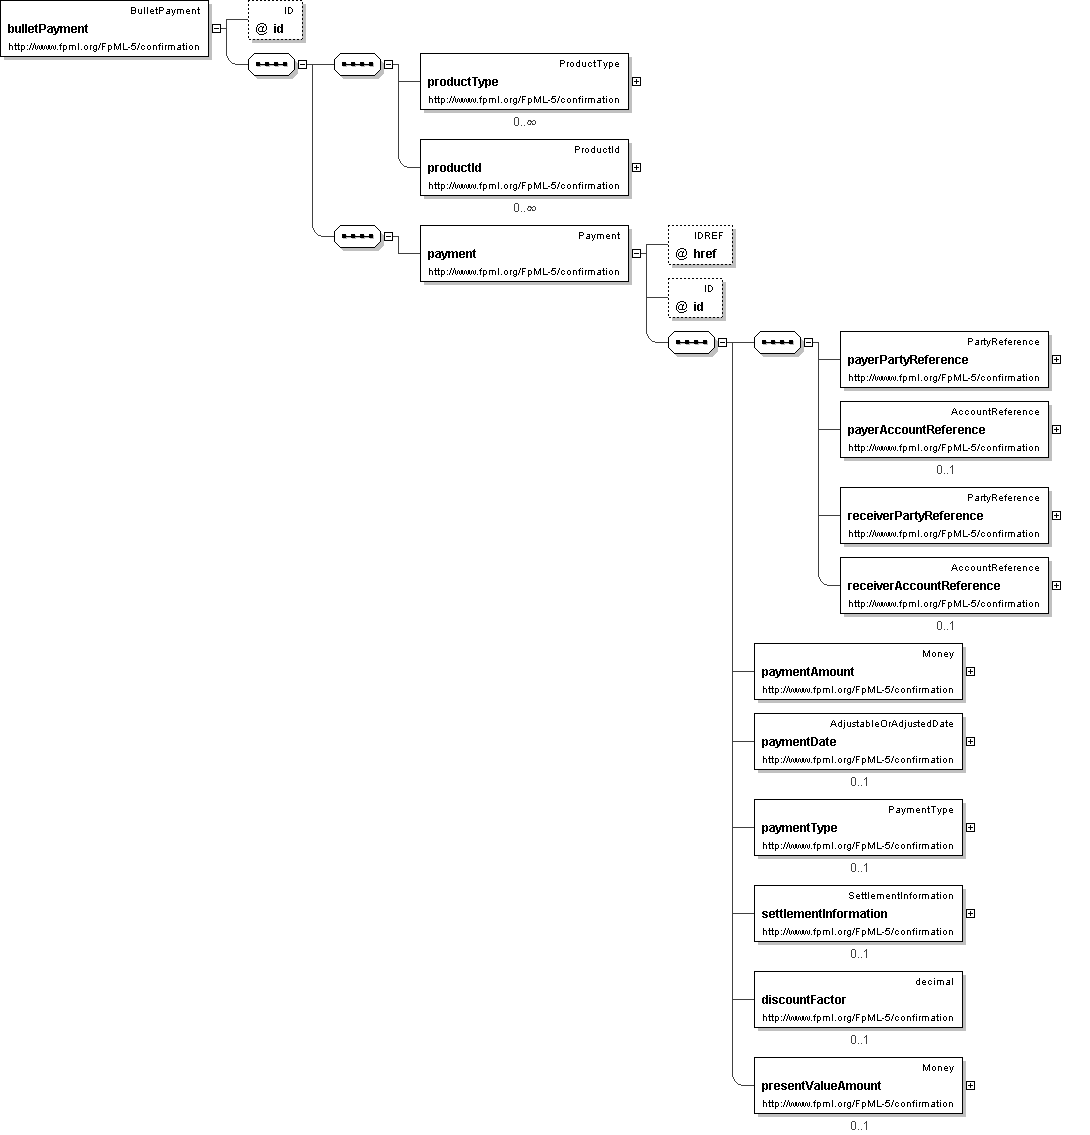 BulletPayment
bulletPayment
http://www.fpml.org/FpML-5/confirmation
ID
@ id
ProductType
productType
http://www.fpml.org/FpML-5/confirmation
0..∞
ProductId
productId
http://www.fpml.org/FpML-5/confirmation
0..∞
Payment
payment
http://www.fpml.org/FpML-5/confirmation
IDREF
@ href
ID
@ id
PartyReference
payerPartyReference
http://www.fpml.org/FpML-5/confirmation
AccountReference
payerAccountReference
http://www.fpml.org/FpML-5/confirmation
0..1
PartyReference
receiverPartyReference
http://www.fpml.org/FpML-5/confirmation
AccountReference
receiverAccountReference
http://www.fpml.org/FpML-5/confirmation
0..1
Money
paymentAmount
http://www.fpml.org/FpML-5/confirmation
AdjustableOrAdjustedDate
paymentDate
http://www.fpml.org/FpML-5/confirmation
0..1
PaymentType
paymentType
http://www.fpml.org/FpML-5/confirmation
0..1
SettlementInformation
settlementInformation
http://www.fpml.org/FpML-5/confirmation
0..1
decimal
discountFactor
http://www.fpml.org/FpML-5/confirmation
0..1
Money
presentValueAmount
http://www.fpml.org/FpML-5/confirmation
0..1